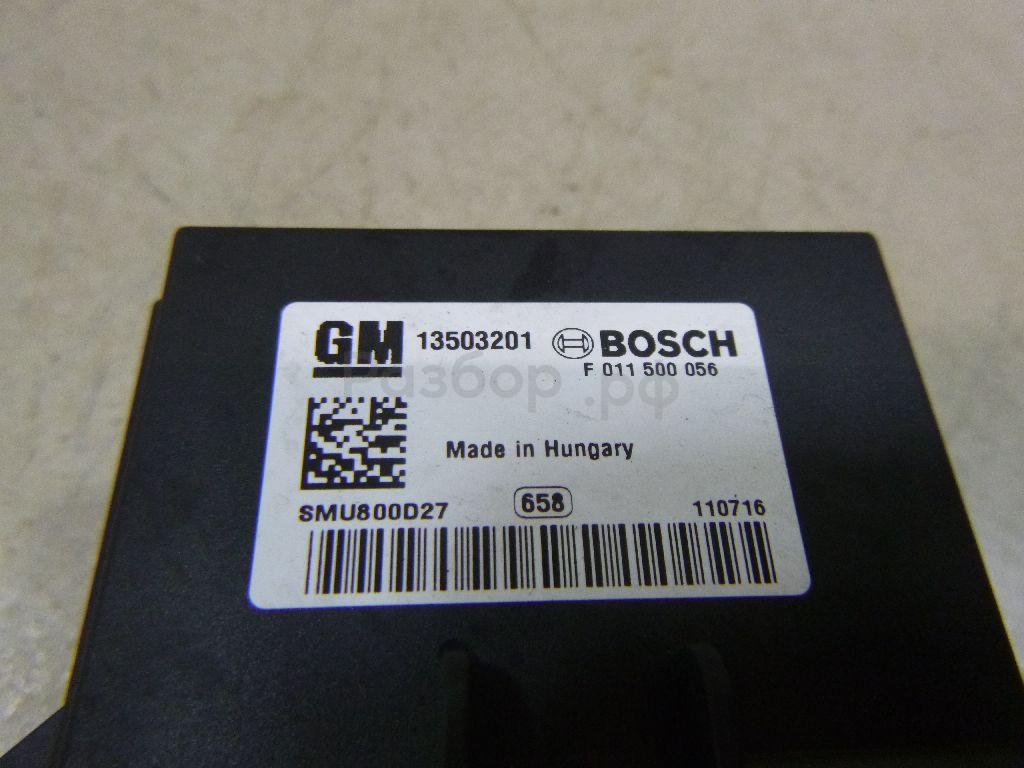 GM 13503201 BOSCH
F 011 500 056
Разбор.рф
Made in Hungary
SMU800D27 658 110716